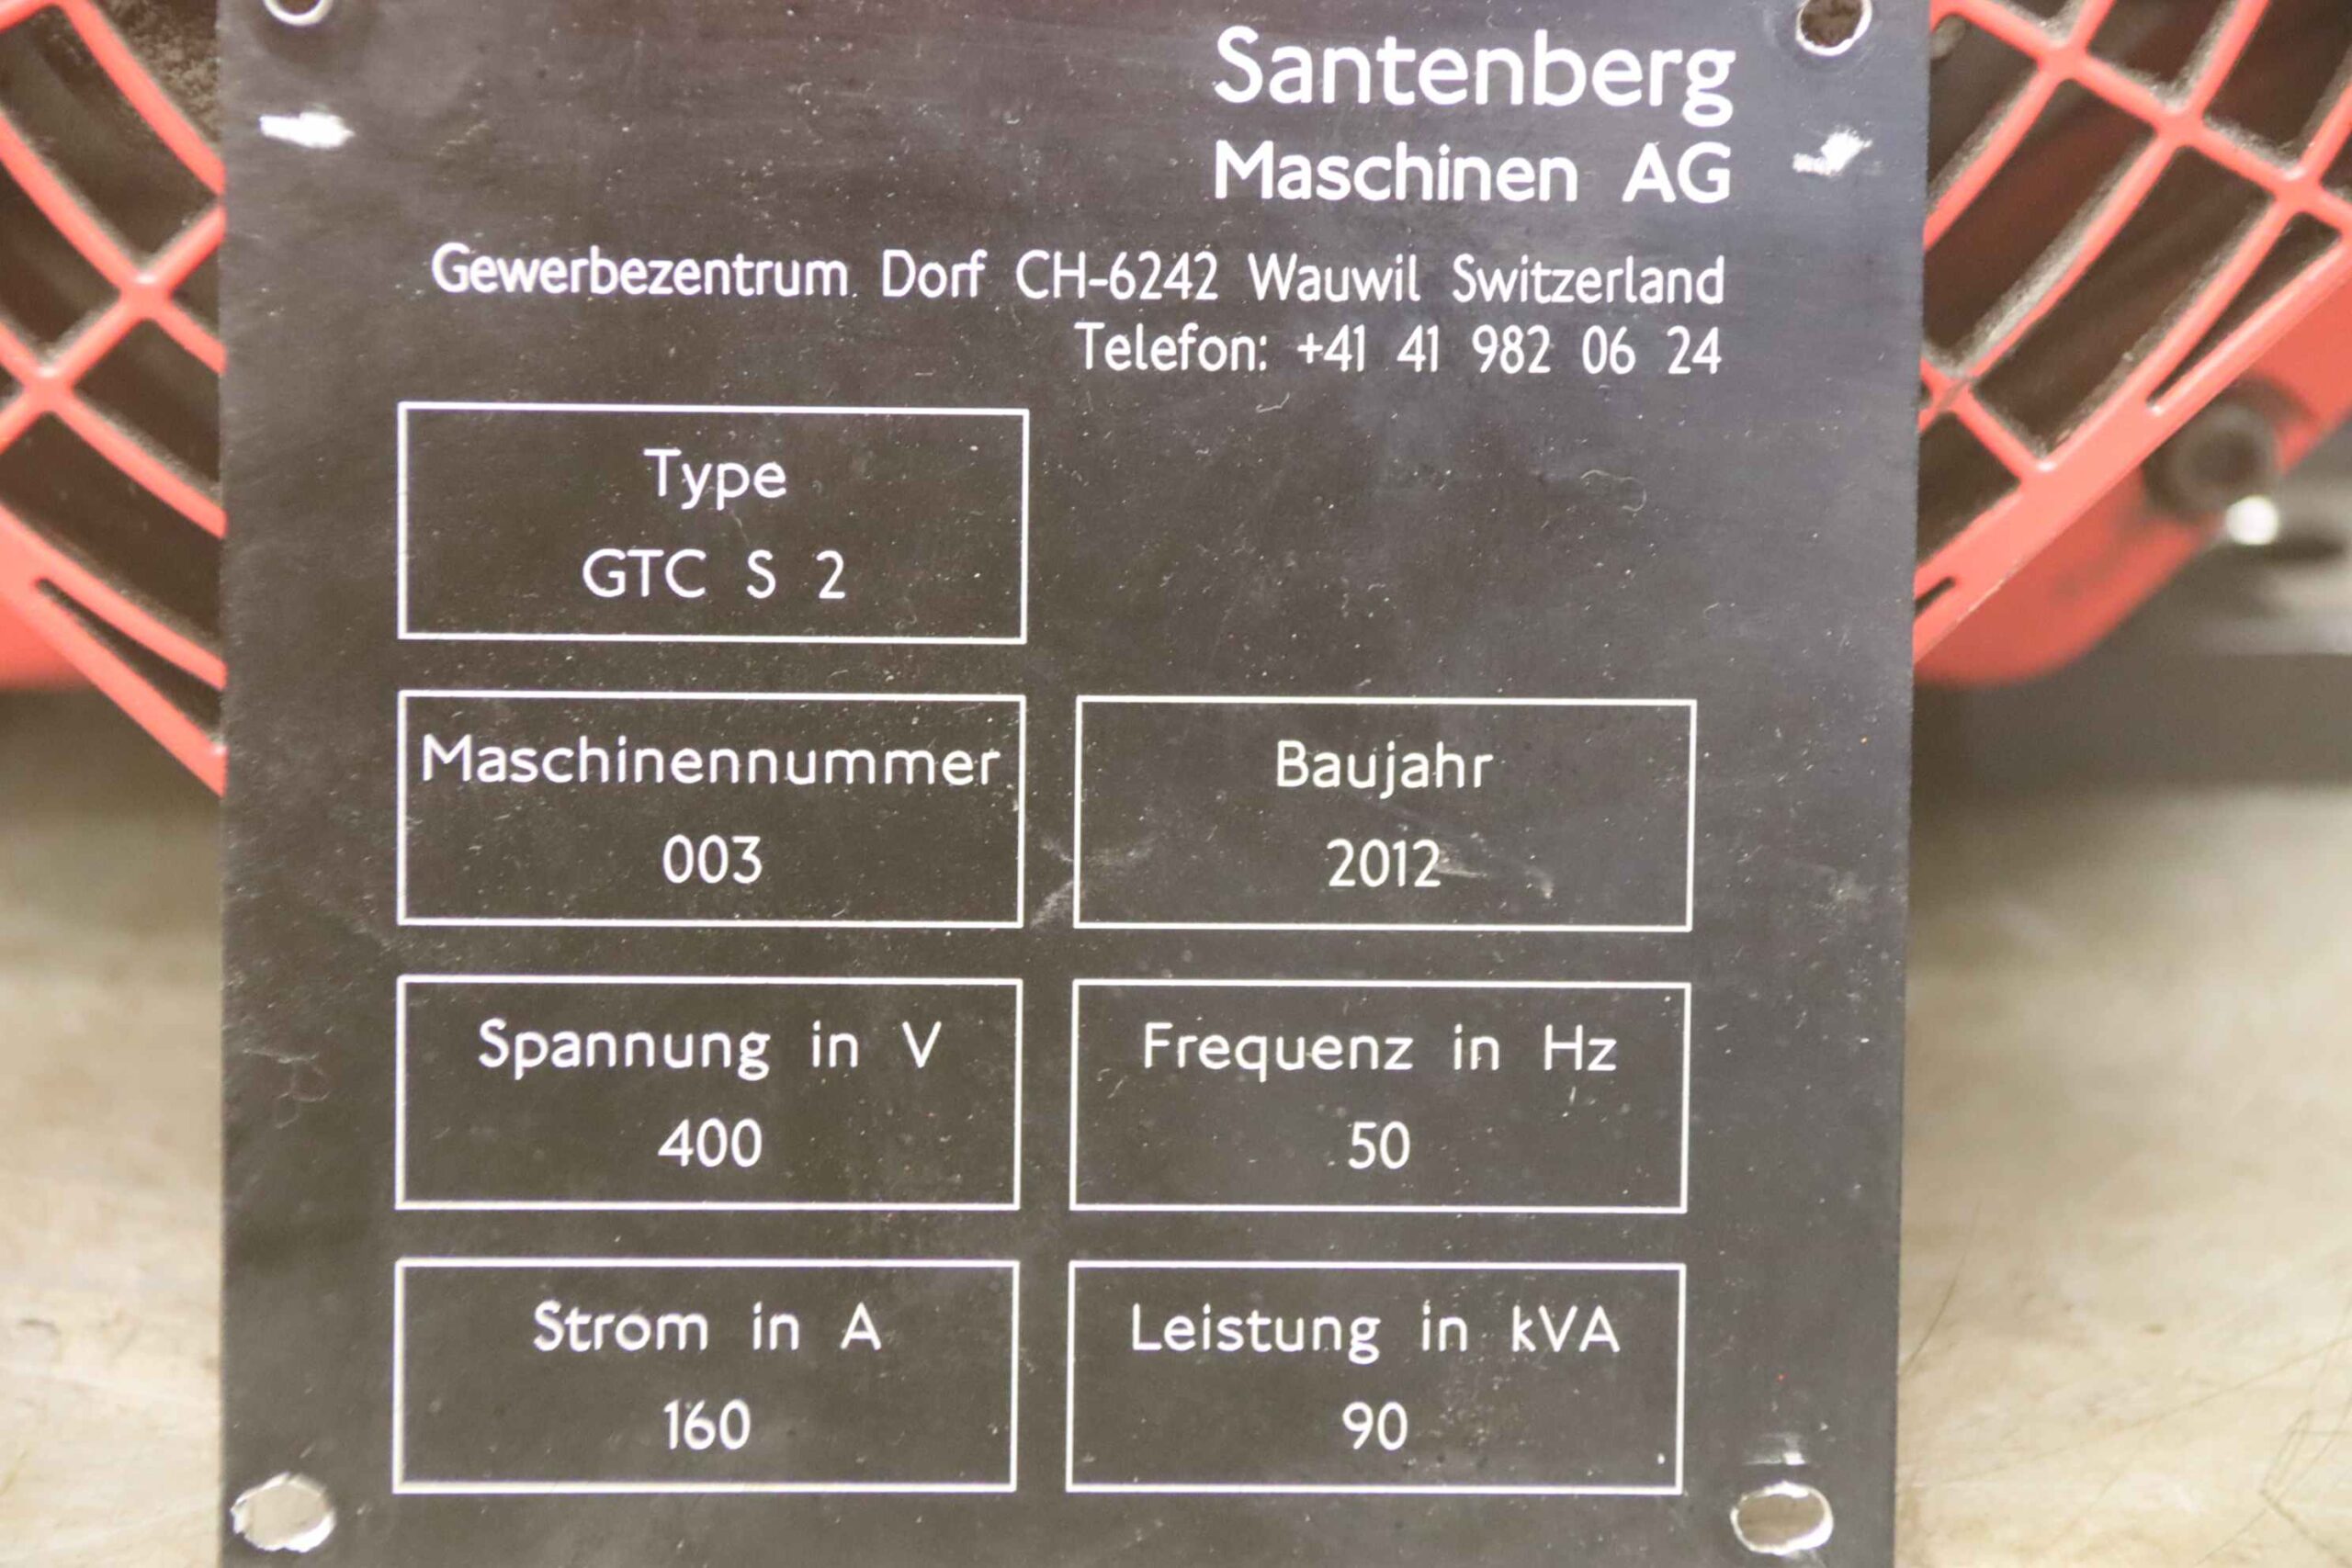 Santenberg
Maschinen AG
Gewerbezentrum Dorf CH-6242 Wauwil Switzerland
Telefon: +41 41 982 06 24
Type
GTC S 2
Maschinennummer
003
Baujahr
2012
Spannung in V
400
Frequenz in Hz
50
Strom in A
160
Leistung in kVA
90